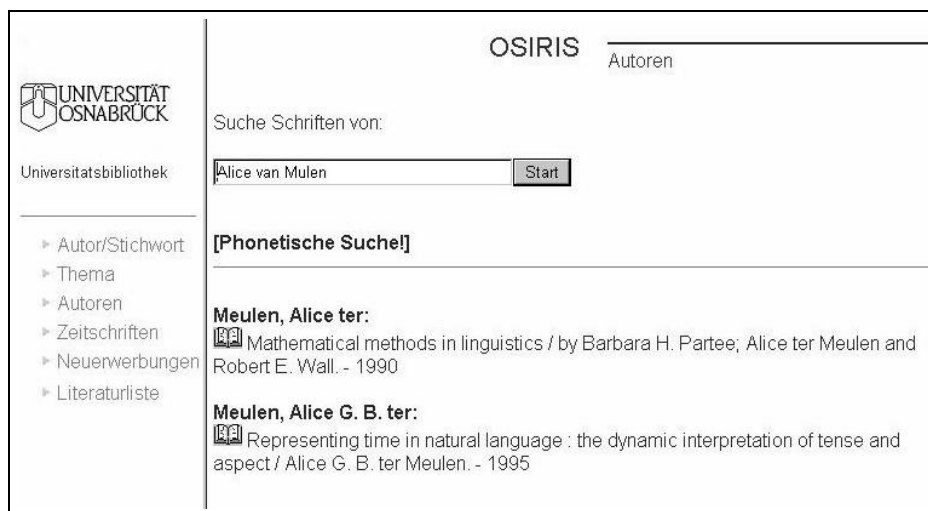 OSIRIS
Autoren
UNIVERSITÄT
OSNABRÜCK
Universitatsbibliothek
Autor/Stichwort
Thema
Autoren
Zeitschriften
Neuerwerbungen
Literaturliste
Suche Schriften von:
Alice van Mulen
Start
[Phonetische Suche!]
Meulen, Alice ter:
Mathematical methods in linguistics / by Barbara H. Partee; Alice ter Meulen and
Robert E. Wall. - 1990
Meulen, Alice G. B. ter:
Representing time in natural language : the dynamic interpretation of tense and
aspect / Alice G. B. ter Meulen. - 1995